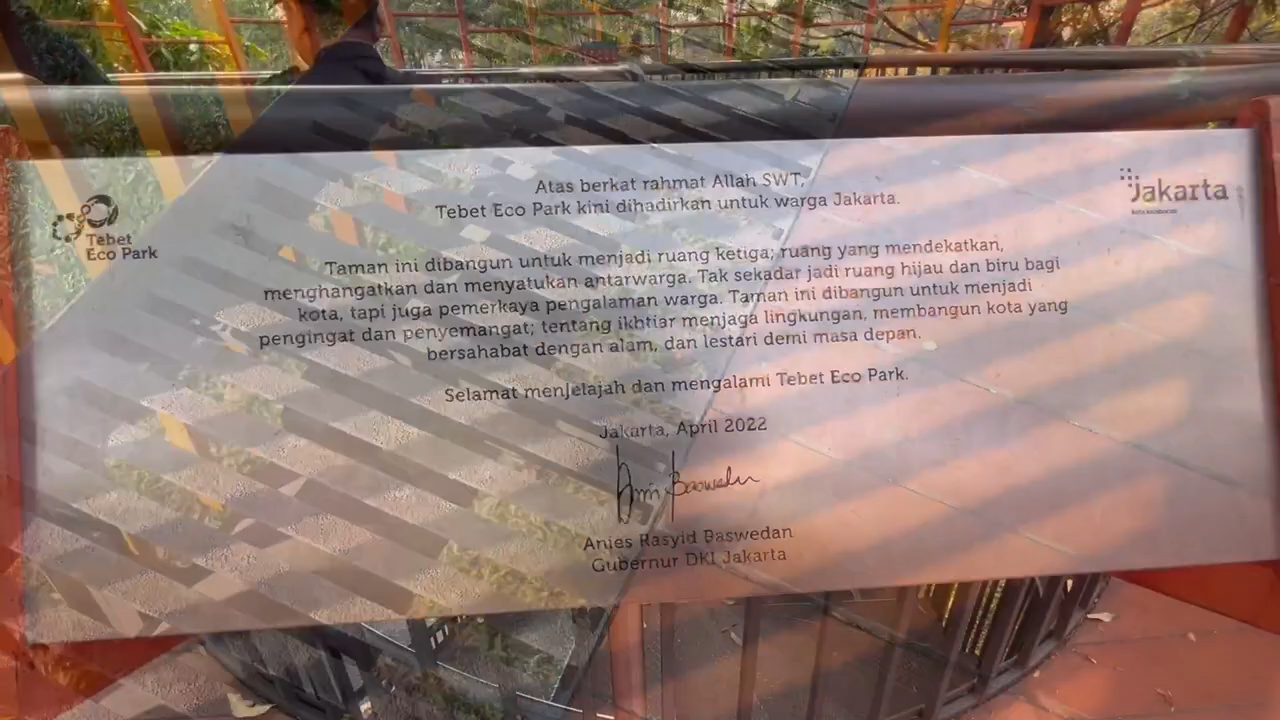 Atas berkat rahmat Allah SWT,
Tebet Eco Park kini dihadirkan untuk warga Jakarta.
Tebet
Eco Park
Jakarta
Taman ini dibangun untuk menjadi ruang ketiga; ruang yang mendekatkan,
menghangatkan dan menyatukan antarwarga. Tak sekadar jadi ruang hijau dan biru bagi
kota, tapi juga pemerkaya pengalaman warga. Taman ini dibangun untuk menjadi
pengingat dan penyemangat; tentang ikhtiar menjaga lingkungan, membangun kota yang
bersahabat dengan alam, dan lestari demi masa depan.
Selamat menjelajah dan mengalami Tebet Eco Park.
Jakarta, April 2022
Anies Baswedan
Anies Rasyid Baswedan
Gubernur DKI Jakarta